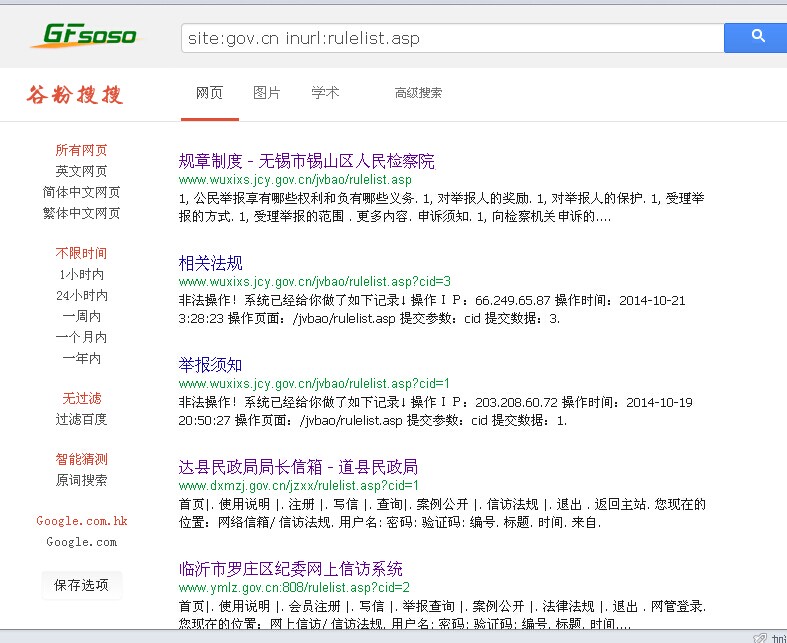 GFsoso
site:gov.cn inurl:rulelist.asp
谷粉搜搜
网页 图片 学术 高级搜索
所有网页
英文网页
简体中文网页
繁体中文网页
不限时间
1小时内
24小时内
一周内
一个月内
一年内
无过滤
过滤百度
智能猜测
原词搜索
Google.com.hk
Google.com
保存选项
规章制度 - 无锡市锡山区人民检察院
www.wuxixs.jcy.gov.cn/jvbao/rulelist.asp
1, 公民举报享有哪些权利和负有哪些义务. 1, 对举报人的奖励. 1, 对举报人的保护. 1, 受理举
报的方式. 1, 受理举报的范围 . 更多内容. 申诉须知. 1, 向检察机关申诉的....
相关法规
www.wuxixs.jcy.gov.cn/jvbao/rulelist.asp?cid=3
非法操作！系统已经给你做了如下记录↓ 操作ＩＰ：66.249.65.87 操作时间：2014-10-21
3:28:23 操作页面：/jvbao/rulelist.asp 提交参数：cid 提交数据：3.
举报须知
www.wuxixs.jcy.gov.cn/jvbao/rulelist.asp?cid=1
非法操作！系统已经给你做了如下记录↓ 操作ＩＰ：203.208.60.72 操作时间：2014-10-19
20:50:27 操作页面：/jvbao/rulelist.asp 提交参数：cid 提交数据：1.
达县民政局局长信箱 - 道县民政局
www.dxmzj.gov.cn/jzxx/rulelist.asp?cid=1
首页|. 使用说明 |. 注册 |. 写信 |. 查询|. 案例公开 |. 信访法规 |. 退出 . 返回主站. 您现在的
位置：网络信箱/ 信访法规. 用户名: 密码: 验证码: 编号. 标题. 时间. 来自.
临沂市罗庄区纪委网上信访系统
www.ymlz.gov.cn:808/rulelist.asp?cid=2
首页|. 使用说明 |. 会员注册 |. 写信 |. 举报查询 |. 案例公开 |. 法律法规 |. 退出 . 网管登录.
您现在的位置：网上信访/ 信访法规. 用户名: 密码: 验证码: 编号. 标题. 时间....